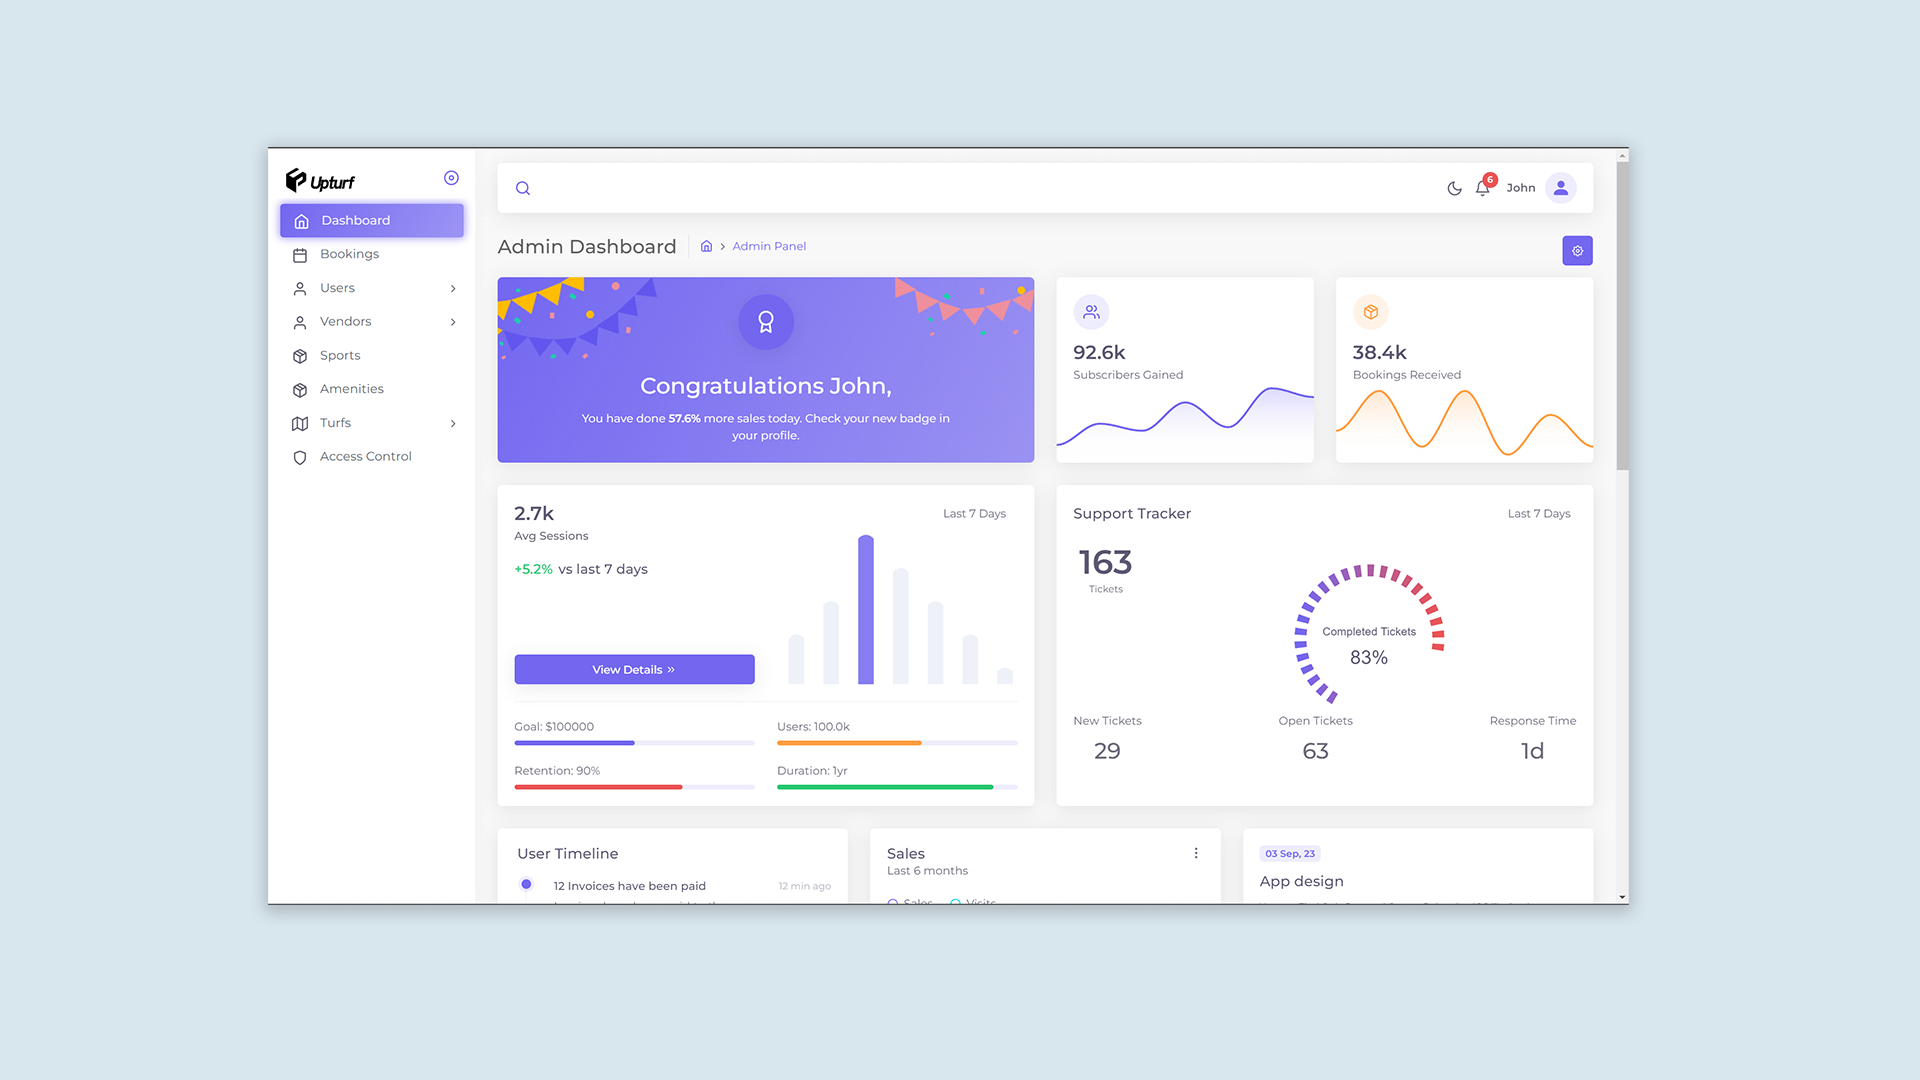 Upturf
Dashboard
Bookings
Users
Vendors
Sports
Amenities
Turfs
Access Control
6
John
Admin Dashboard
Admin Panel
Congratulations John,
You have done 57.6% more sales today. Check your new badge in
your profile.
92.6k
Subscribers Gained
38.4k
Bookings Received
2.7k
Avg Sessions
+5.2% vs last 7 days
Last 7 Days
View Details »
Goal: $100000
Users: 100.0k
Retention: 90%
Duration: 1yr
Support Tracker
Last 7 Days
163
Tickets
Completed Tickets
83%
New Tickets
29
Open Tickets
63
Response Time
1d
User Timeline
12 Invoices have been paid
12 min ago
Sales
Last 6 months
Sales
Visits
03 Sep, 23
App design